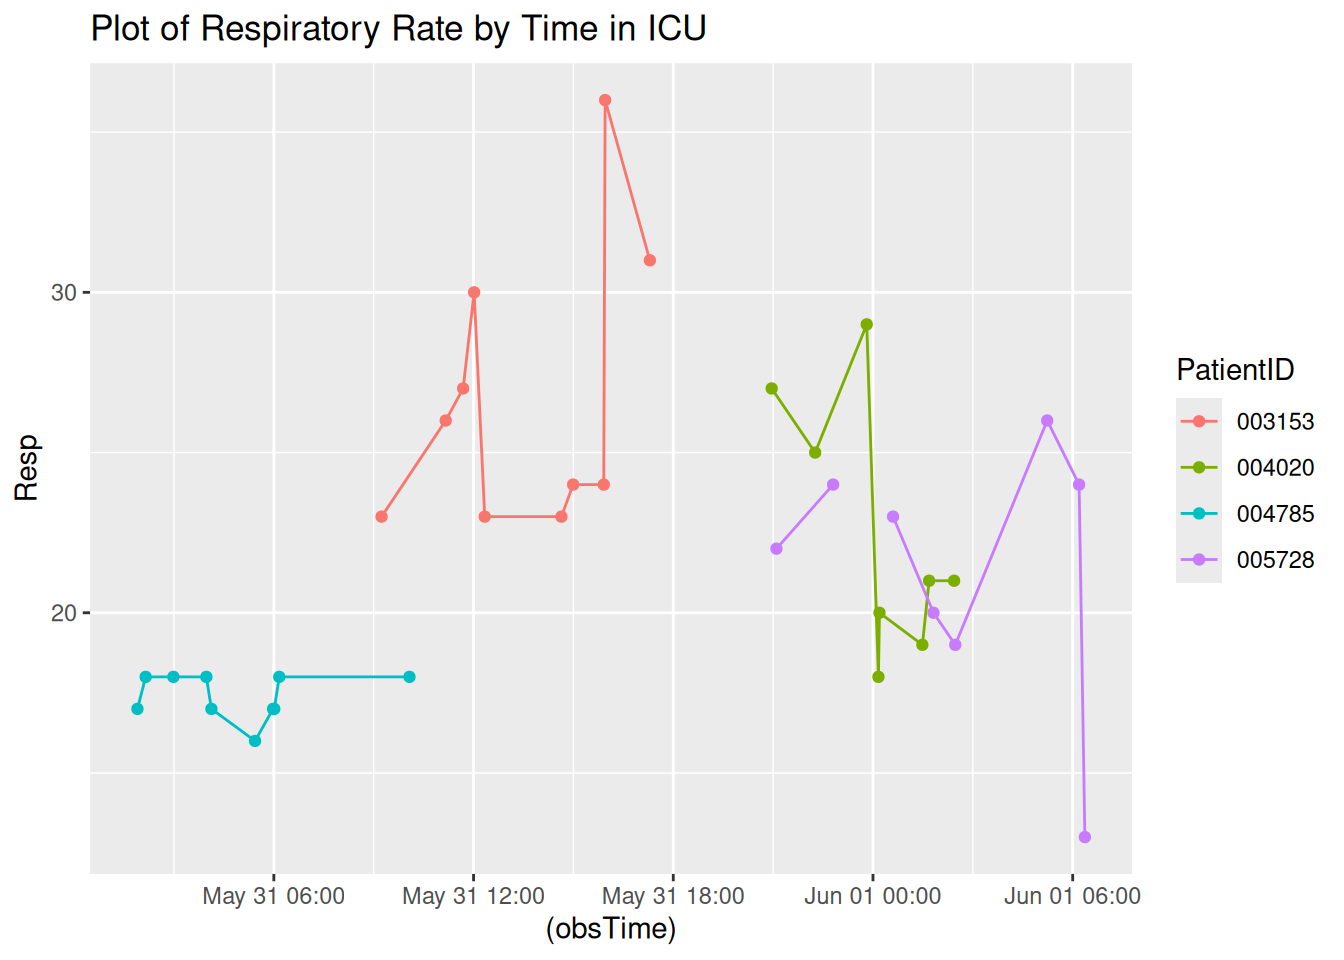 Plot of Respiratory Rate by Time in ICU
Resp
30
20
May 31 06:00
May 31 12:00
May 31 18:00
Jun 01 00:00
Jun 01 06:00
(obsTime)
PatientID
003153
004020
004785
005728